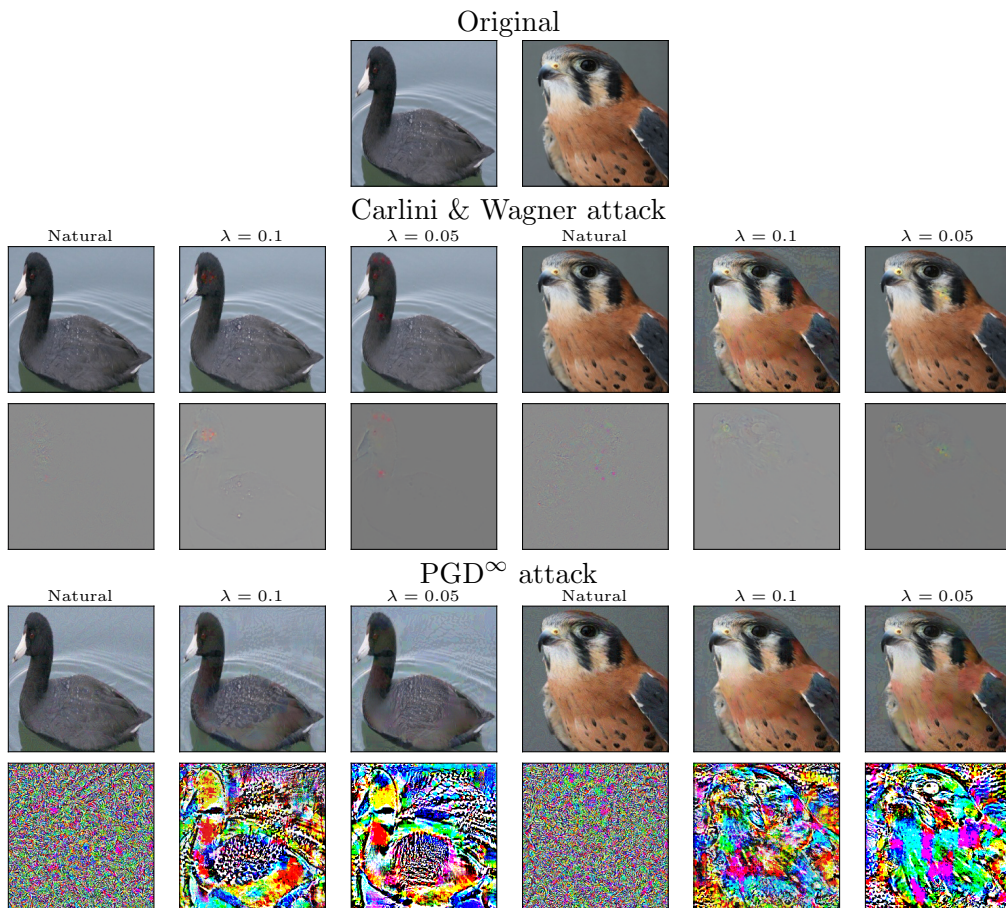 Original
Carlini & Wagner attack
Natural λ = 0.1 λ = 0.05 Natural λ = 0.1 λ = 0.05
PGD∞ attack
Natural λ = 0.1 λ = 0.05 Natural λ = 0.1 λ = 0.05